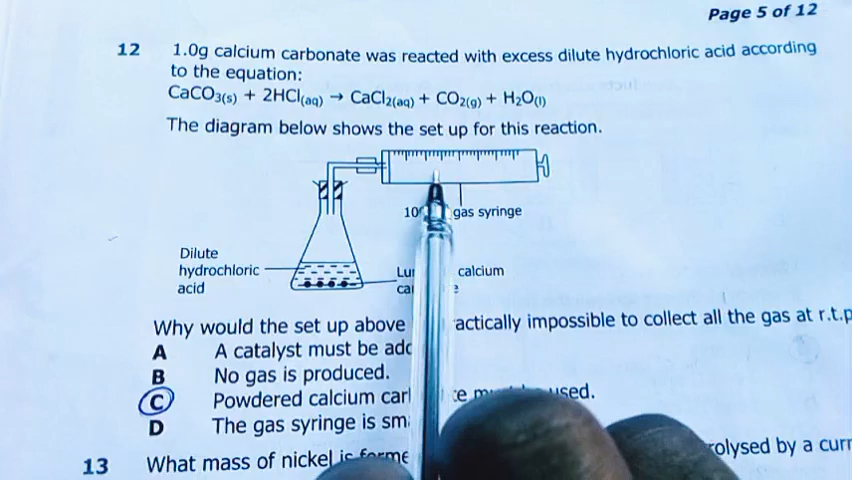 Page 5 of 12
12 1.0g calcium carbonate was reacted with excess dilute hydrochloric acid according
to the equation:
CaCO3(s) + 2HCl(aq) → CaCl2(aq) + CO2(g) + H2O(l)
The diagram below shows the set up for this reaction.
gas syringe
Dilute
hydrochloric
acid
calcium
Why would the set up above actically impossible to collect all the gas at r.t.p
A A catalyst must be add
B No gas is produced.
C Powdered calcium car used.
D The gas syringe is sm
13 What mass of nickel is forme rolysed by a curr